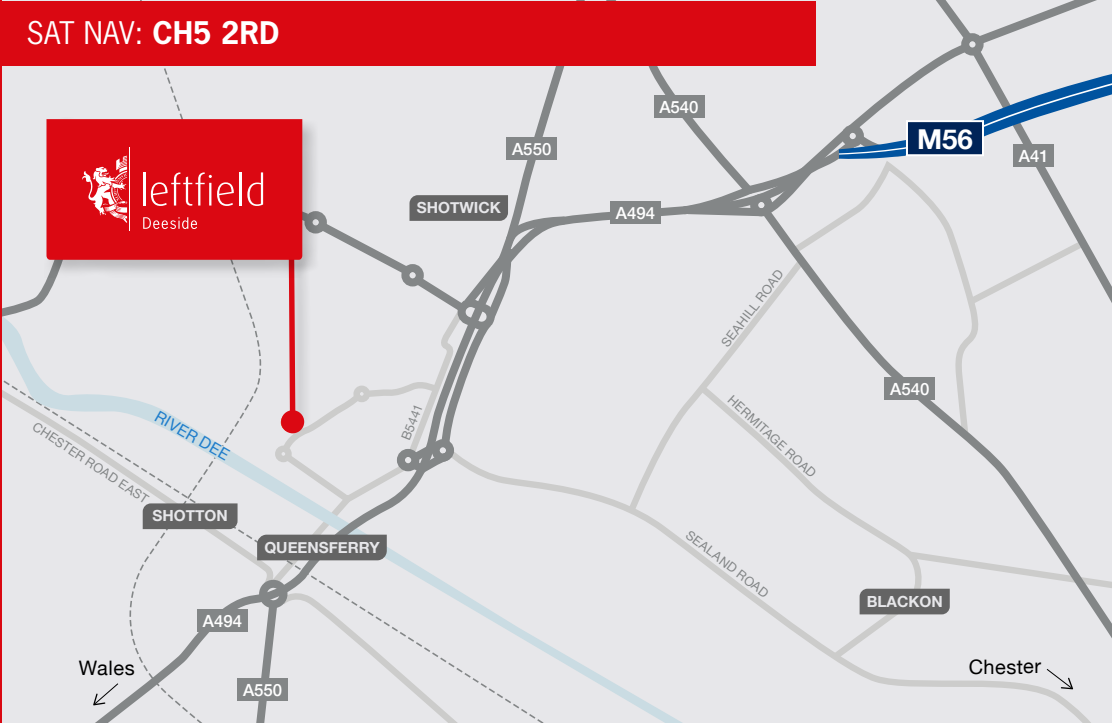 SAT NAV: CH5 2RD
A540
M56
A550
A41
leftfield
Deeside
SHOTWICK
A494
SEAHILL ROAD
A540
B5441
HERMITAGE ROAD
RIVER DEE
CHESTER ROAD EAST
SHOTTON
QUEENSFERRY
SEALAND ROAD
BLACKON
A494
Wales
Chester
A550